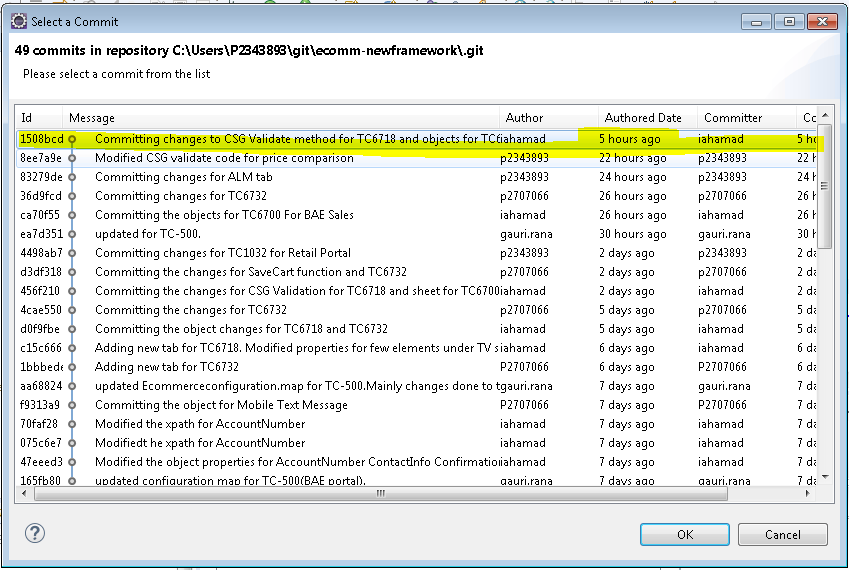 Select a Commit
49 commits in repository C:\Users\P2343893\git\ecomm-newframework\.git
Please select a commit from the list
Id Message Author Authored Date Committer Co
1508bcd Committing changes to CSG Validate method for TC6718 and objects for TC6 iahamad 5 hours ago iahamad 5 ho
8ee7a9e Modified CSG validate code for price comparison p2343893 22 hours ago p2343893 22 h
83279de Committing changes for ALM tab p2343893 24 hours ago p2343893 24 h
36d9fcd Committing changes for TC6732 p2707066 26 hours ago p2707066 26 h
ca70f55 Committing the objects for TC6700 For BAE Sales iahamad 26 hours ago iahamad 26 h
ea7d351 updated for TC-500. gauri.rana 30 hours ago gauri.rana 30 h
4498ab7 Committing changes for TC1032 for Retail Portal p2343893 2 days ago p2343893 2 da
d3df318 Committing the changes for SaveCart function and TC6732 p2707066 2 days ago p2707066 2 da
456f210 Committing the changes for CSG Validation for TC6718 and sheet for TC6700 iahamad 2 days ago iahamad 2 da
4cae550 Committing the changes for TC6732 p2707066 5 days ago p2707066 5 da
d0f9fbe Committing the object changes for TC6718 and TC6732 iahamad 5 days ago iahamad 5 da
c15c666 Adding new tab for TC6718. Modified properties for few elements under TV s iahamad 6 days ago iahamad 6 da
1bbbede Adding new tab for TC6732 P2707066 6 days ago P2707066 6 da
aa68824 updated Ecommerceconfiguration.map for TC-500.Mainly changes done to t gauri.rana 7 days ago gauri.rana 7 da
f9313a9 Committing the object for Mobile Text Message P2707066 7 days ago P2707066 7 da
70faf28 Modified the xpath for AccountNumber iahamad 7 days ago iahamad 7 da
075c6e7 Modifiedt he xpath for AccountNumber iahamad 7 days ago iahamad 7 da
47eeed3 Modified the object properties for AccountNumber ContactInfo Confirmatio iahamad 7 days ago iahamad 7 da
165fb80 updated configuration map for TC-500(BAE portal). gauri.rana 7 days ago gauri.rana 7 da
OK Cancel